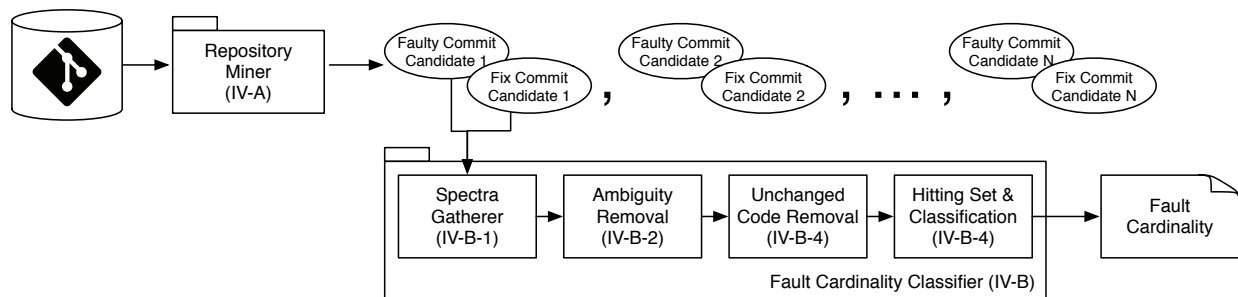 Repository
Miner
(IV-A)
Faulty Commit
Candidate 1
Fix Commit
Candidate 1
,
Faulty Commit
Candidate 2
Fix Commit
Candidate 2
, ... ,
Faulty Commit
Candidate N
Fix Commit
Candidate N
Spectra
Gatherer
(IV-B-1)
Ambiguity
Removal
(IV-B-2)
Unchanged
Code Removal
(IV-B-4)
Hitting Set &
Classification
(IV-B-4)
Fault
Cardinality
Fault Cardinality Classifier (IV-B)